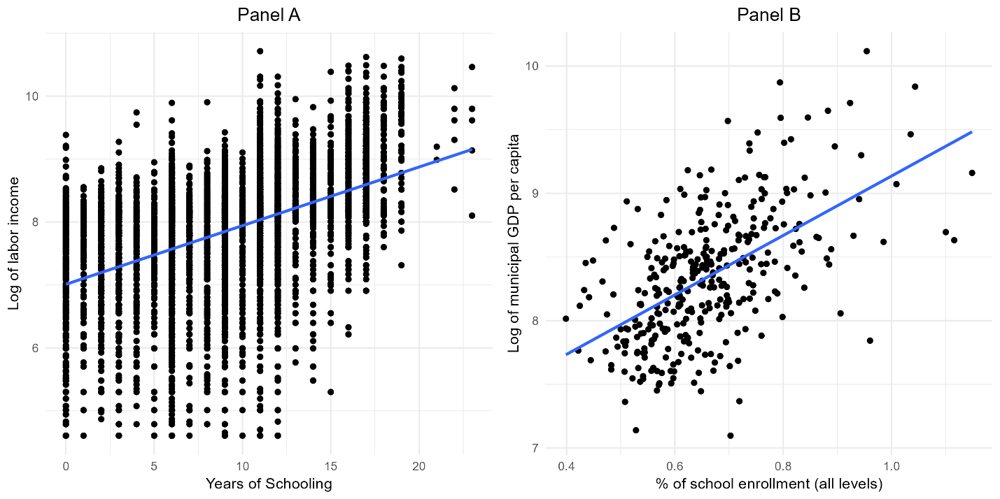 Panel A
Log of labor income
10
8
6
0 5 10 15 20
Years of Schooling
Panel B
Log of municipal GDP per capita
10
9
8
7
0.4 0.6 0.8 1.0
% of school enrollment (all levels)